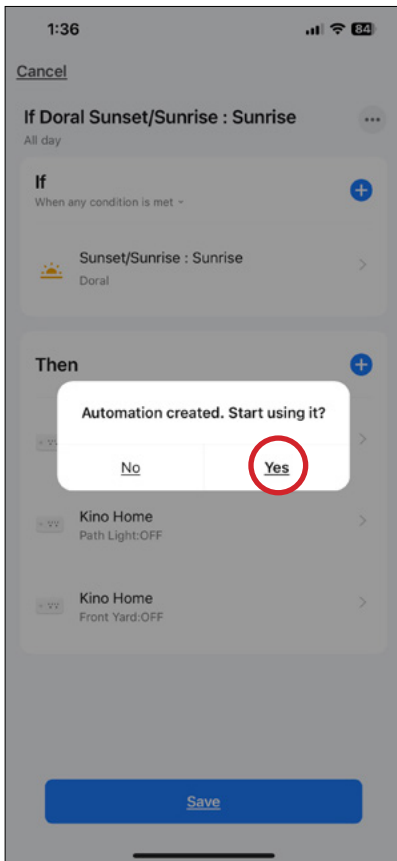 1:36
84
Cancel
If Doral Sunset/Sunrise : Sunrise
All day
If
When any condition is met
Sunset/Sunrise : Sunrise
Doral
Then
Automation created. Start using it?
No Yes
Kino Home
Path Light:OFF
Kino Home
Front Yard:OFF
Save